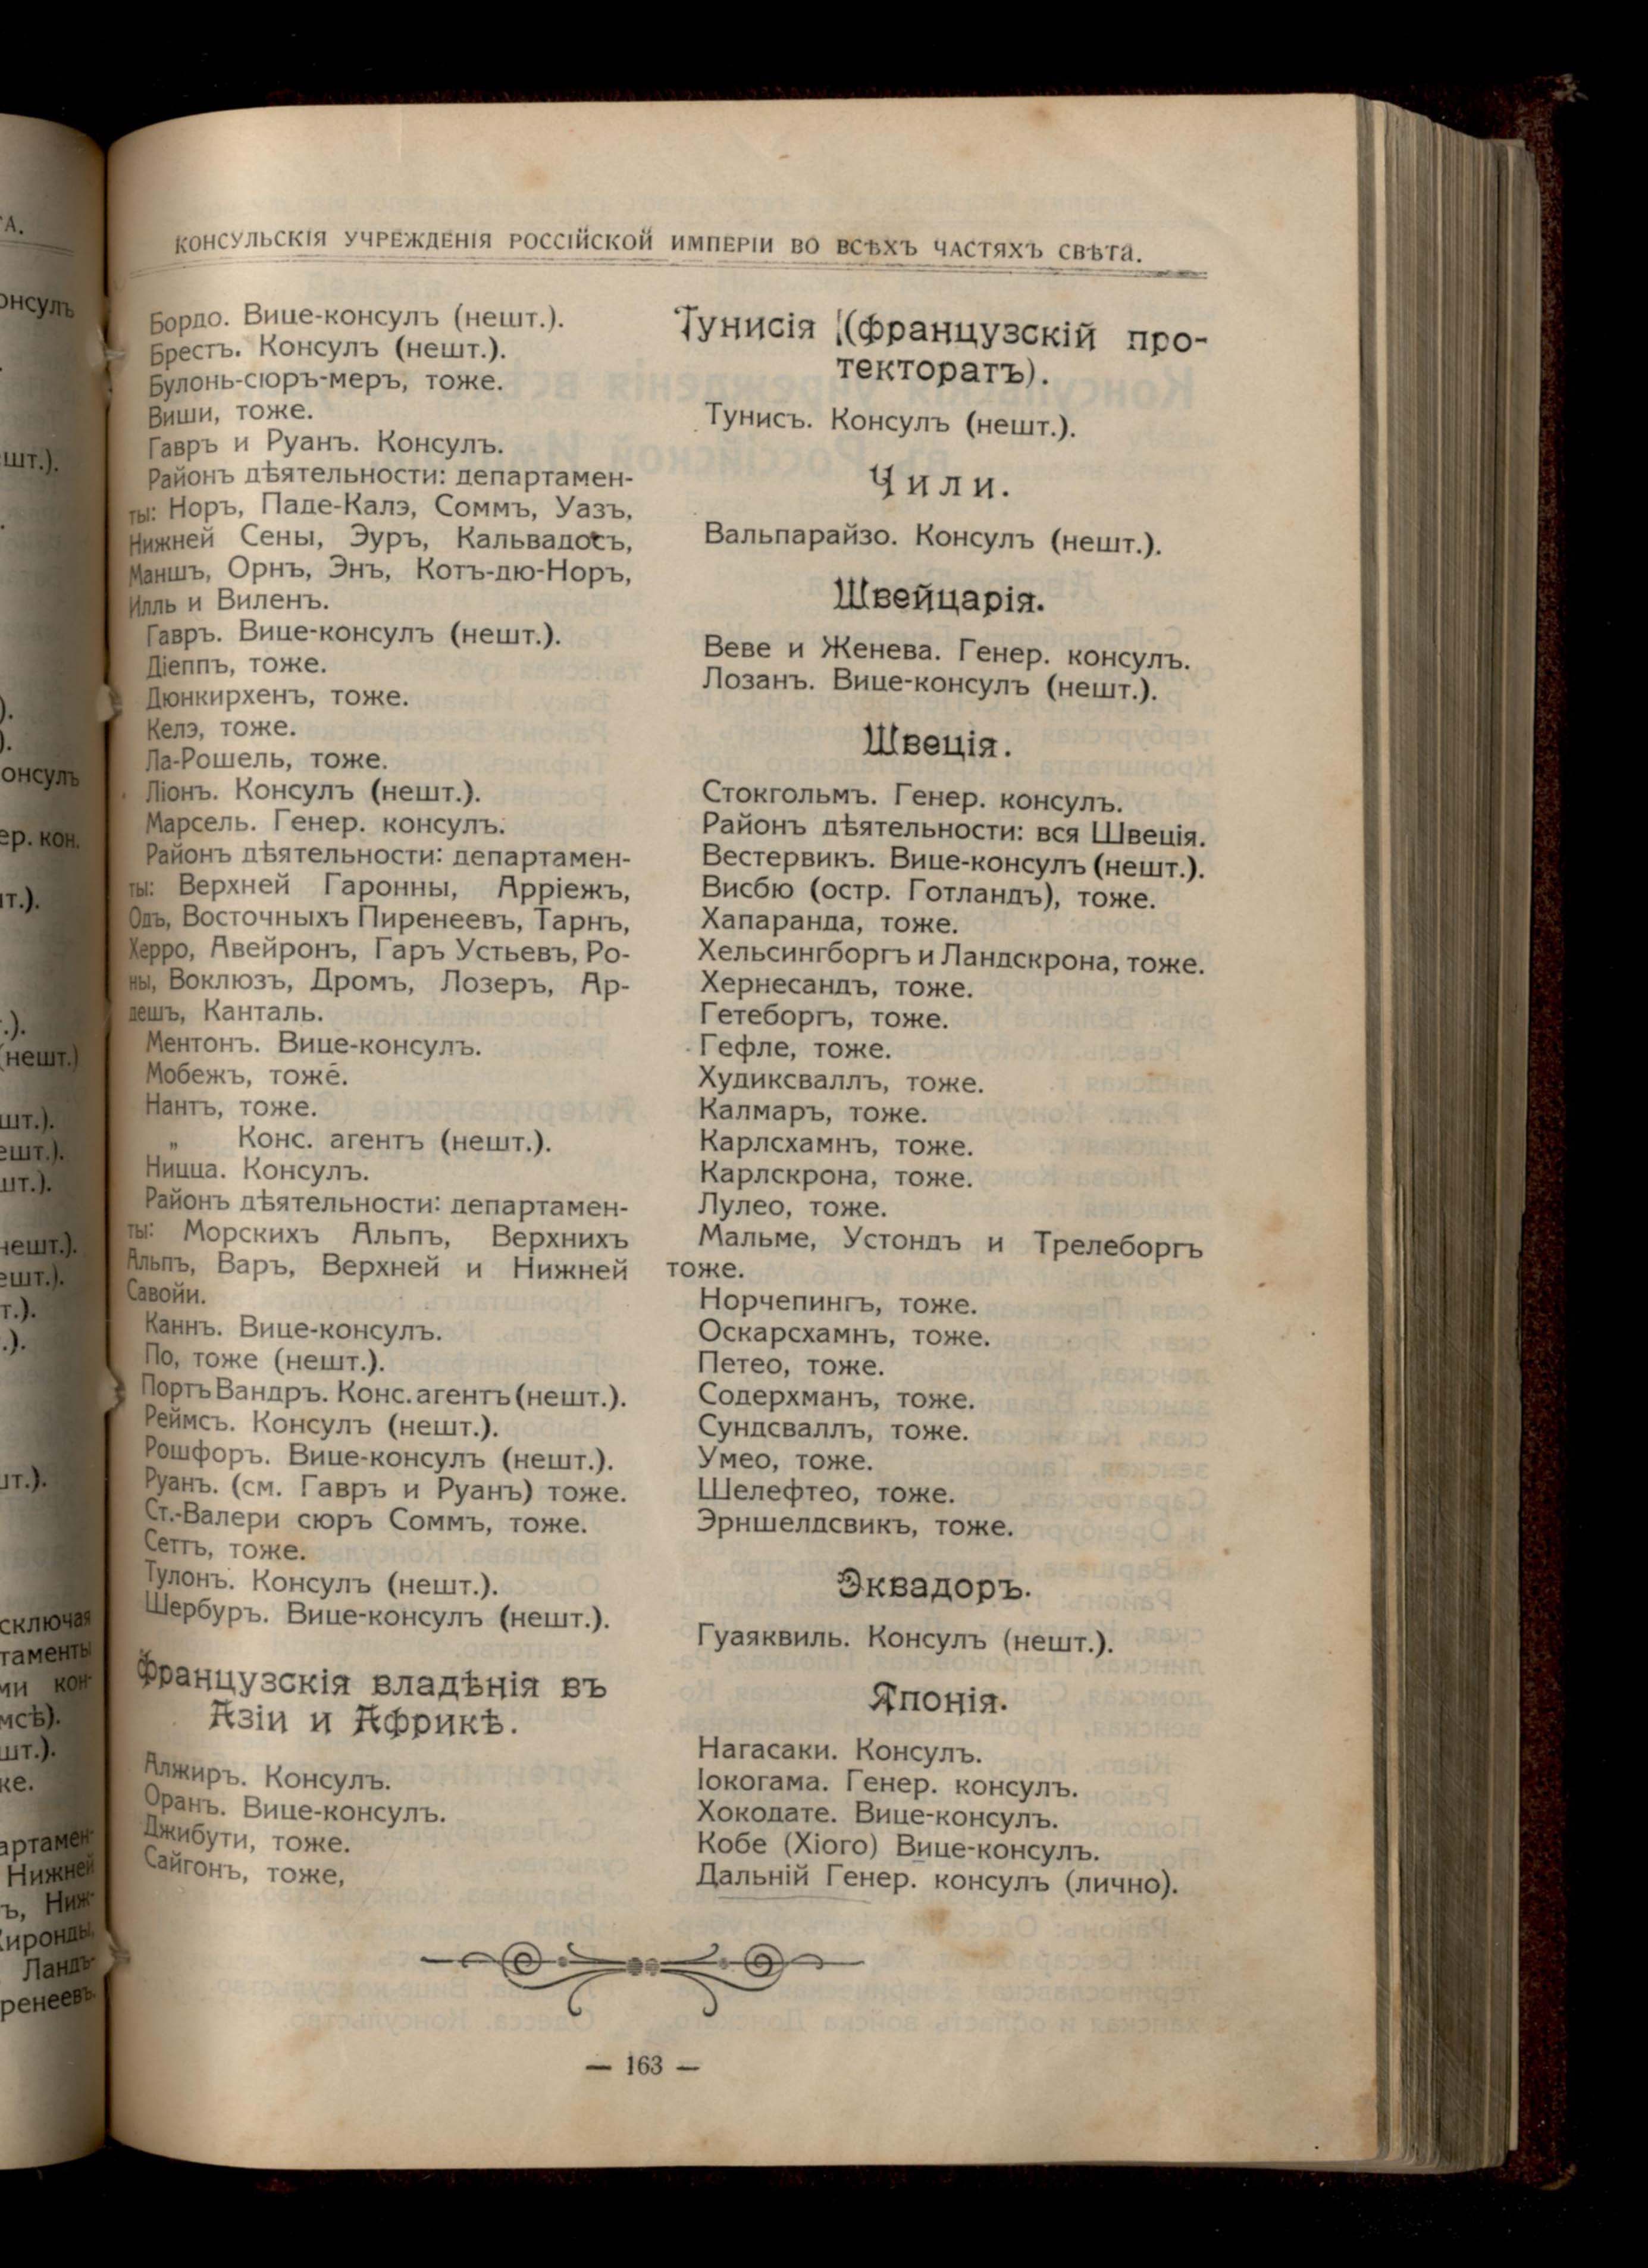 КОНСУЛЬСКІЯ УЧРЕЖДЕНІЯ РОССІЙСКОЙ ИМПЕРІИ ВО ВСѢХЪ ЧАСТЯХЪ СВѢТА.
Бордо. Вице-консулъ (нешт.).
Брестъ. Консулъ (нешт.).
Булонь-сюръ-меръ, тоже.
Виши, тоже.
Гавръ и Руанъ. Консулъ.
Районъ дѣятельности: департамен-
ты: Норъ, Паде-Калэ, Соммъ, Уазъ,
Нижней Сены, Эуръ, Кальвадосъ,
Маншъ, Орнъ, Энъ, Котъ-дю-Норъ,
Илль и Виленъ.
Гавръ. Вице-консулъ (нешт.).
Діеппъ, тоже.
Дюнкирхенъ, тоже.
Келэ, тоже.
Ла-Рошель, тоже.
Ліонъ. Консулъ (нешт.).
Марсель. Генер. консулъ.
Районъ дѣятельности: департамен-
ты: Верхней Гаронны, Арріежъ,
Одъ, Восточныхъ Пиренеевъ, Тарнъ,
Херро, Авейронъ, Гаръ Устьевъ, Ро-
ны, Воклюзъ, Дромъ, Лозеръ, Ар-
дешъ, Канталь.
Ментонъ. Вице-консулъ.
Мобежъ, тоже.
Нантъ, тоже.
„ Конс. агентъ (нешт.).
Ницца. Консулъ.
Районъ дѣятельности: департамен-
ты: Морскихъ Альпъ, Верхнихъ
Альпъ, Варъ, Верхней и Нижней
Савойи.
Каннъ. Вице-консулъ.
По, тоже (нешт.).
Портъ Вандръ. Конс. агентъ (нешт.).
Реймсъ. Консулъ (нешт.).
Рошфоръ. Вице-консулъ (нешт.).
Руанъ. (см. Гавръ и Руанъ) тоже.
Ст.-Валери сюръ Соммъ, тоже.
Сеттъ, тоже.
Тулонъ. Консулъ (нешт.).
Шербуръ. Вице-консулъ (нешт.).
Французскія владѣнія въ
Азіи и Африкѣ.
Алжиръ. Консулъ.
Оранъ. Вице-консулъ.
Джибути, тоже.
Сайгонъ, тоже,
Тунисія (французскій про-
текторатъ).
Тунисъ. Консулъ (нешт.).
Чили.
Вальпарайзо. Консулъ (нешт.).
Швейцарія.
Веве и Женева. Генер. консулъ.
Лозанъ. Вице-консулъ (нешт.).
Швеція.
Стокгольмъ. Генер. консулъ.
Районъ дѣятельности: вся Швеція.
Вестервикъ. Вице-консулъ (нешт.).
Висбю (остр. Готландъ), тоже.
Хапаранда, тоже.
Хельсингборгъ и Ландскрона, тоже.
Хернесандъ, тоже.
Гетеборгъ, тоже.
Гефле, тоже.
Худиксваллъ, тоже.
Калмаръ, тоже.
Карлсхамнъ, тоже.
Карлскрона, тоже.
Лулео, тоже.
Мальме, Устондъ и Трелеборгъ
тоже.
Норчепингъ, тоже.
Оскарсхамнъ, тоже.
Петео, тоже.
Содерхманъ, тоже.
Сундсваллъ, тоже.
Умео, тоже.
Шелефтео, тоже.
Эрншелдсвикъ, тоже.
Эквадоръ.
Гуаяквиль. Консулъ (нешт.).
Японія.
Нагасаки. Консулъ.
Іокогама. Генер. консулъ.
Хокодате. Вице-консулъ.
Кобе (Хіого) Вице-консулъ.
Дальній Генер. консулъ (лично).
— 163 —